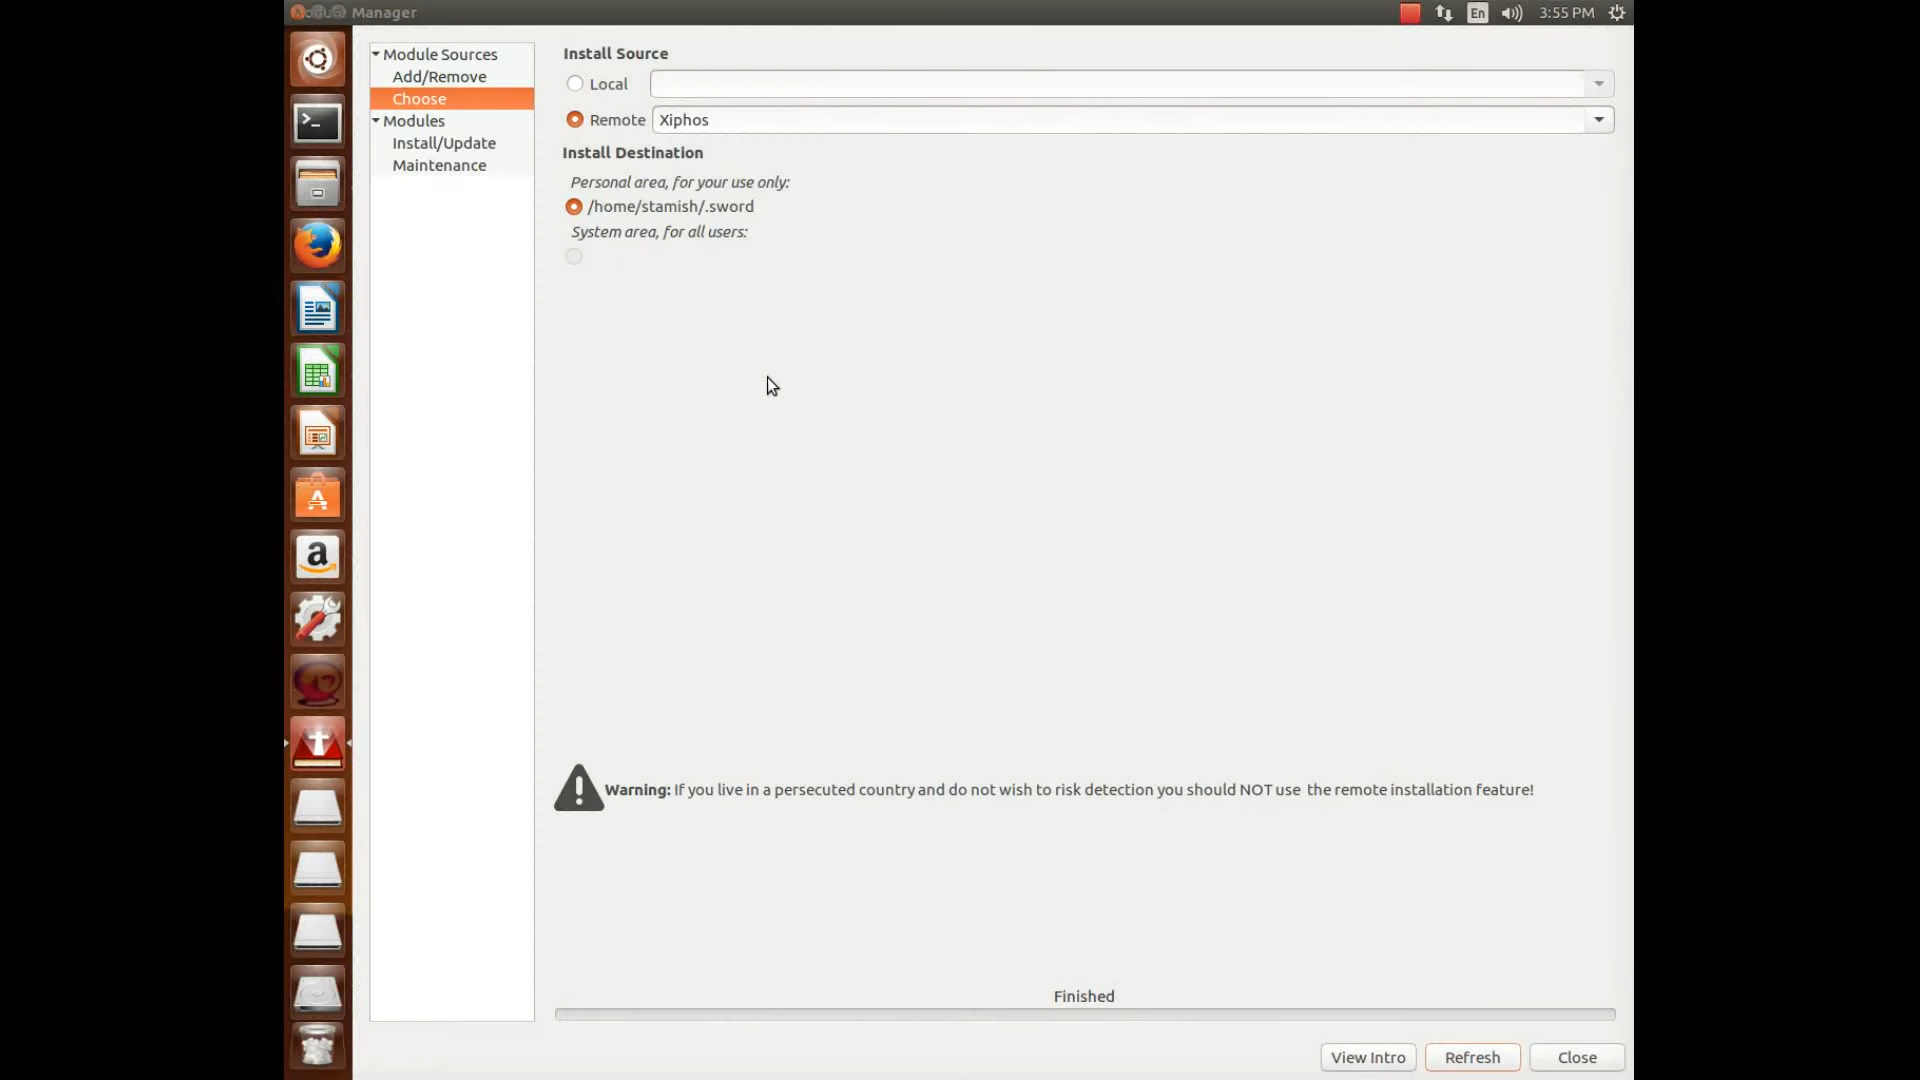 Manager
En
3:55 PM
Module Sources
Add/Remove
Choose
Modules
Install/Update
Maintenance
Install Source
Local
Remote
Xiphos
Install Destination
Personal area, for your use only:
/home/stamish/.sword
System area, for all users:
Warning: If you live in a persecuted country and do not wish to risk detection you should NOT use the remote installation feature!
Finished
View Intro
Refresh
Close